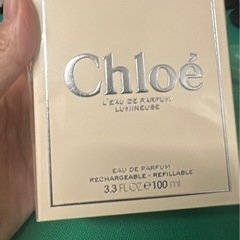 Chloé
L'EAU DE PARFUM
LUMINEUSE
EAU DE PARFUM
RECHARGEABLE - REFILLABLE
3.3 FL.OZ. e 100 ml